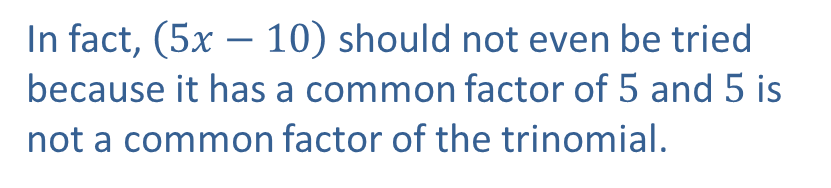 In fact, (5x − 10) should not even be tried
because it has a common factor of 5 and 5 is
not a common factor of the trinomial.